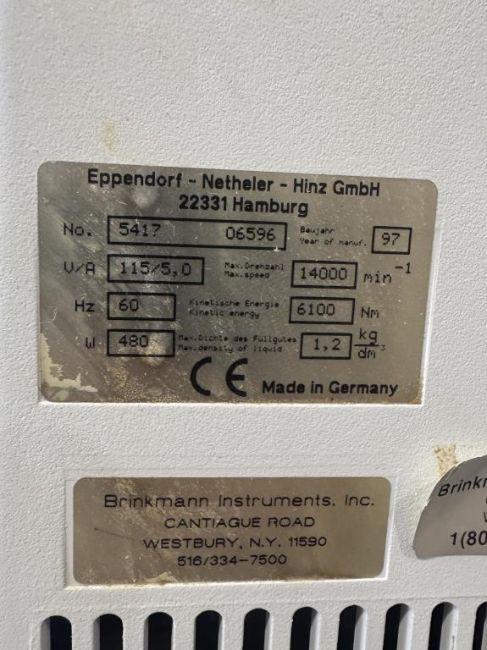 Eppendorf - Netheler - Hinz GmbH
22331 Hamburg
No. 5417 06596 Baujahr Year of manuf. 97
V/A 115/5,0 Max.Drehzahl Max.speed 14000 min-1
Hz 60 Kinetische Energie Kinetic energy 6100 Nm
W 480 Max.Dichte des Füllgutes Max.density of liquid 1,2 kg/dm³
CE Made in Germany
Brinkmann Instruments, Inc.
CANTIAGUE ROAD
WESTBURY, N.Y. 11590
516/334-7500
Brink
1(80